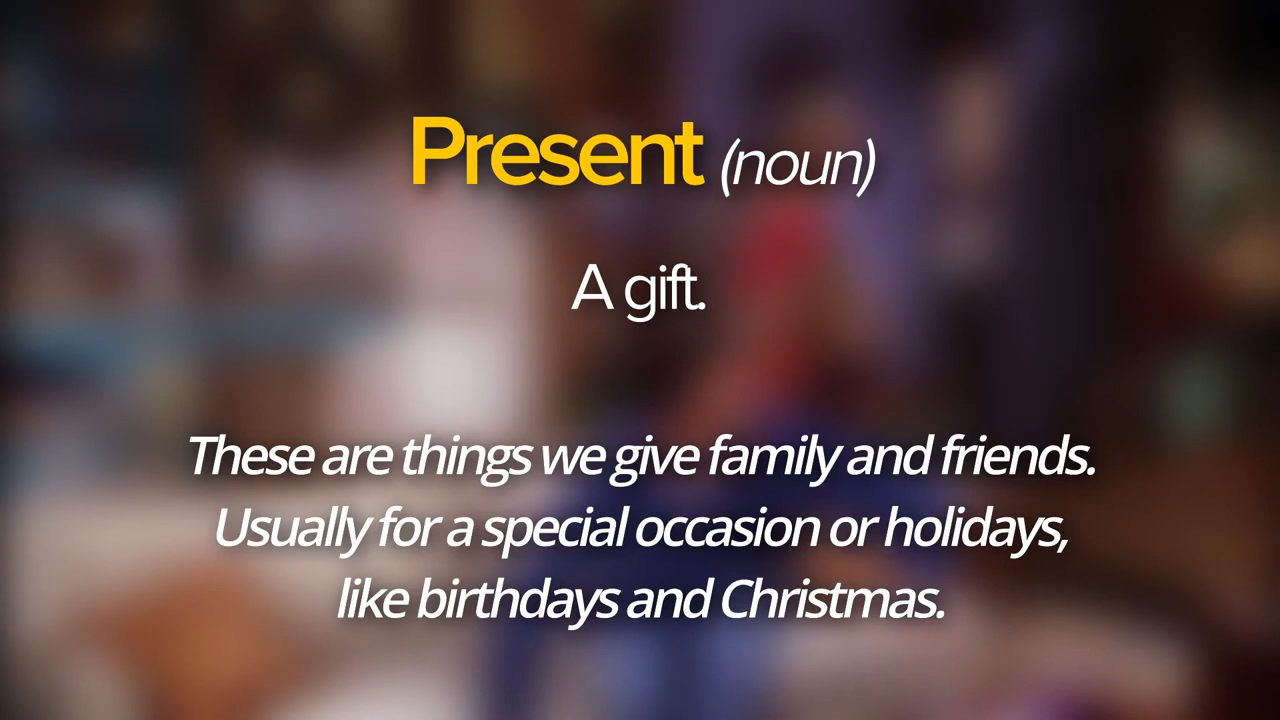 Present (noun)
A gift.
These are things we give family and friends.
Usually for a special occasion or holidays,
like birthdays and Christmas.